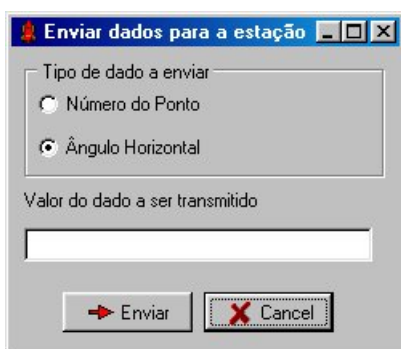 Enviar dados para a estação
Tipo de dado a enviar
Número do Ponto
Ângulo Horizontal
Valor do dado a ser transmitido
Enviar Cancel